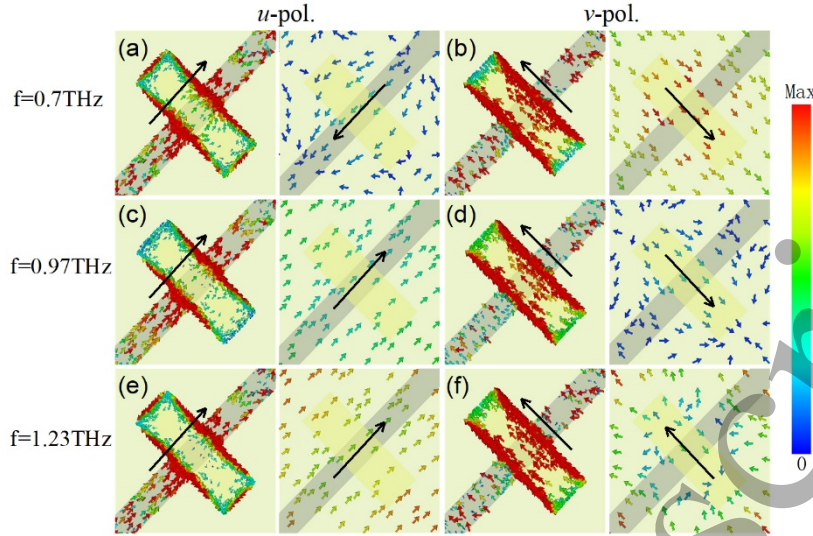 u-pol. v-pol.
(a) (b) Max
f=0.7THz
(c) (d)
f=0.97THz
(e) (f)
f=1.23THz
0